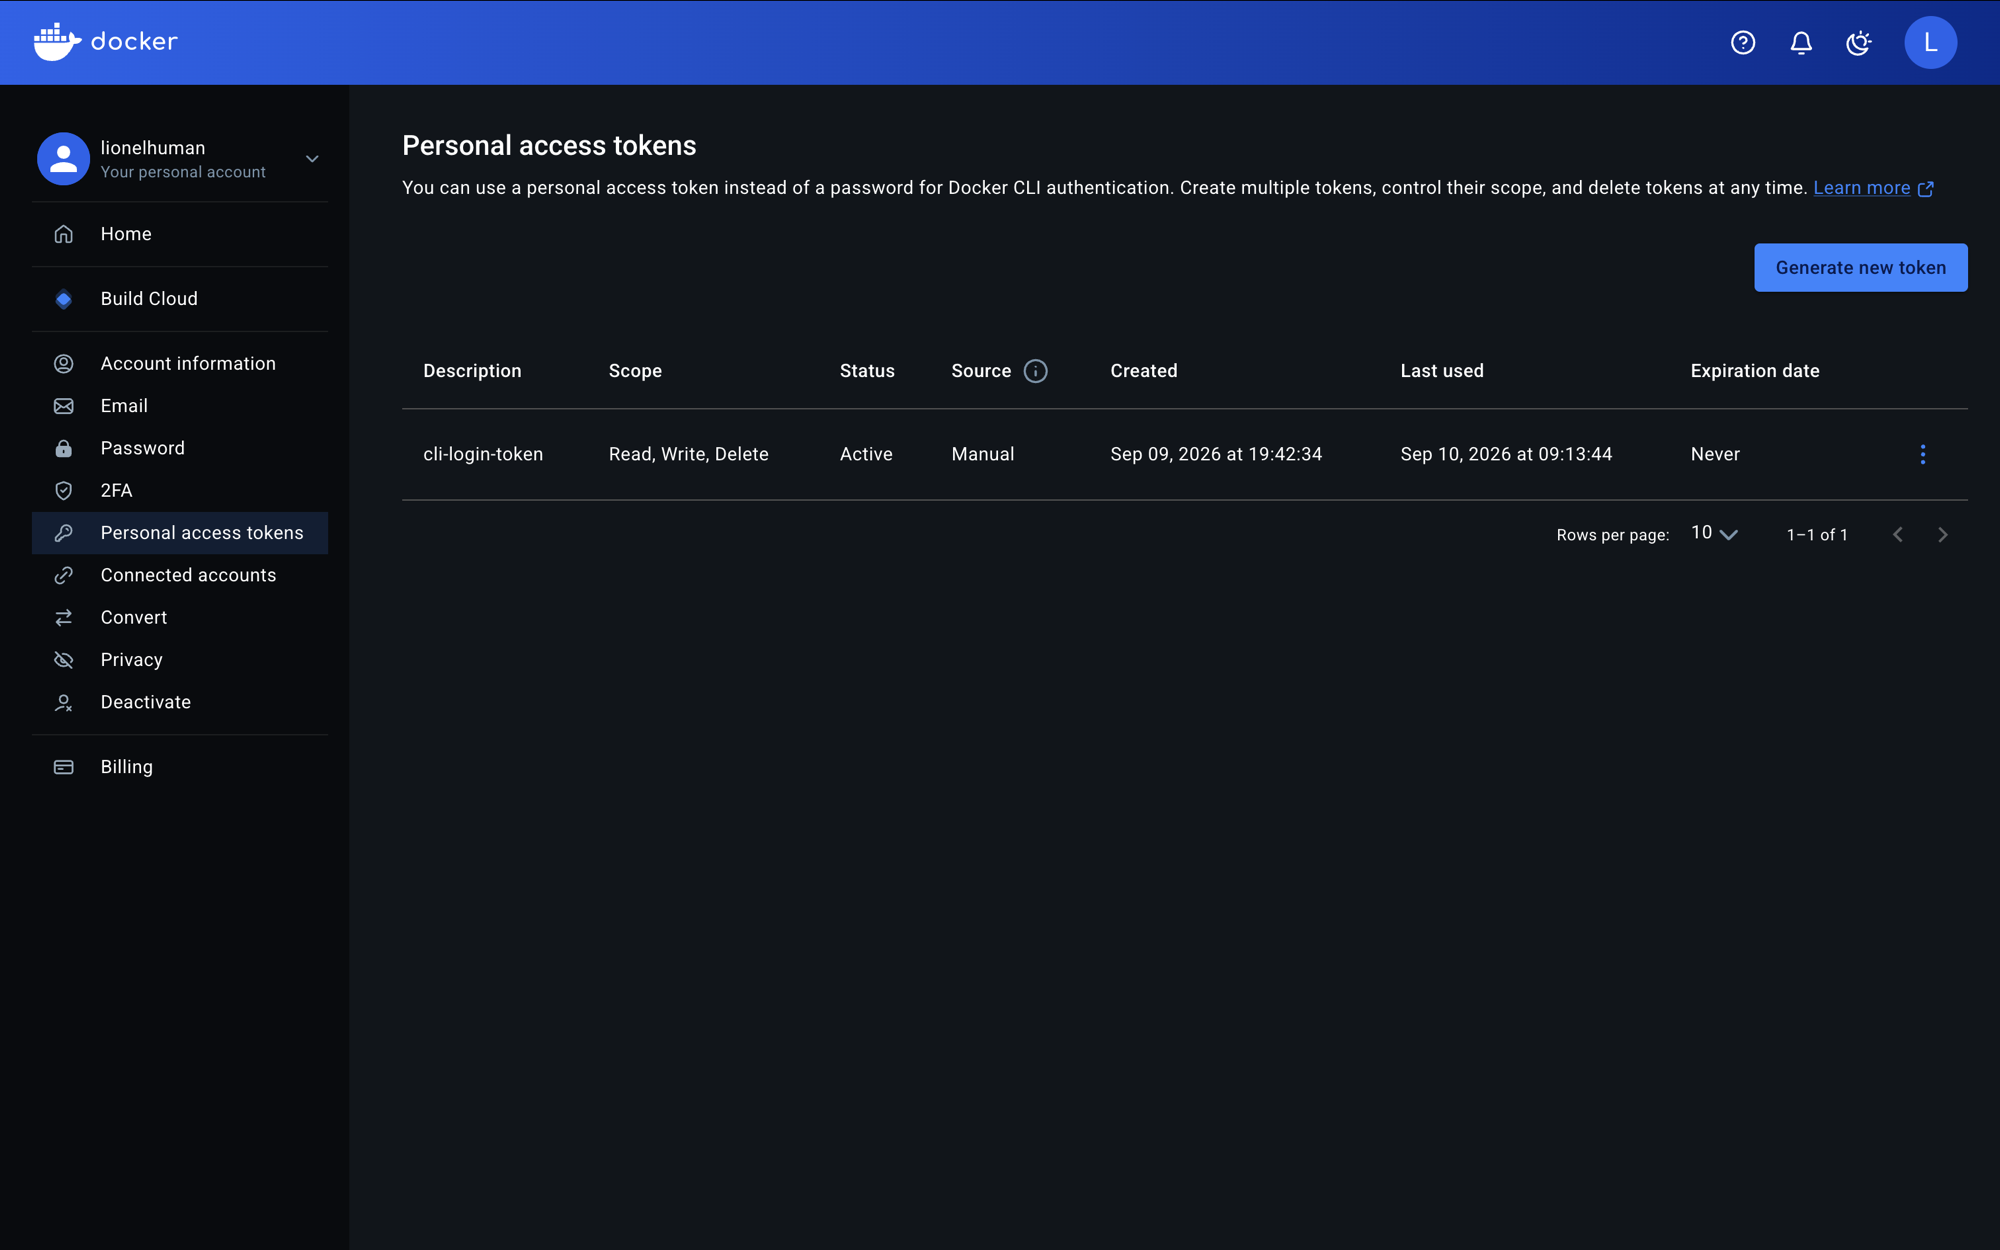 docker
L
lionelhuman
Your personal account
Home
Build Cloud
Account information
Email
Password
2FA
Personal access tokens
Connected accounts
Convert
Privacy
Deactivate
Billing
Personal access tokens
You can use a personal access token instead of a password for Docker CLI authentication. Create multiple tokens, control their scope, and delete tokens at any time. Learn more
Generate new token
Description Scope Status Source Created Last used Expiration date
cli-login-token Read, Write, Delete Active Manual Sep 09, 2026 at 19:42:34 Sep 10, 2026 at 09:13:44 Never
Rows per page: 10 1–1 of 1